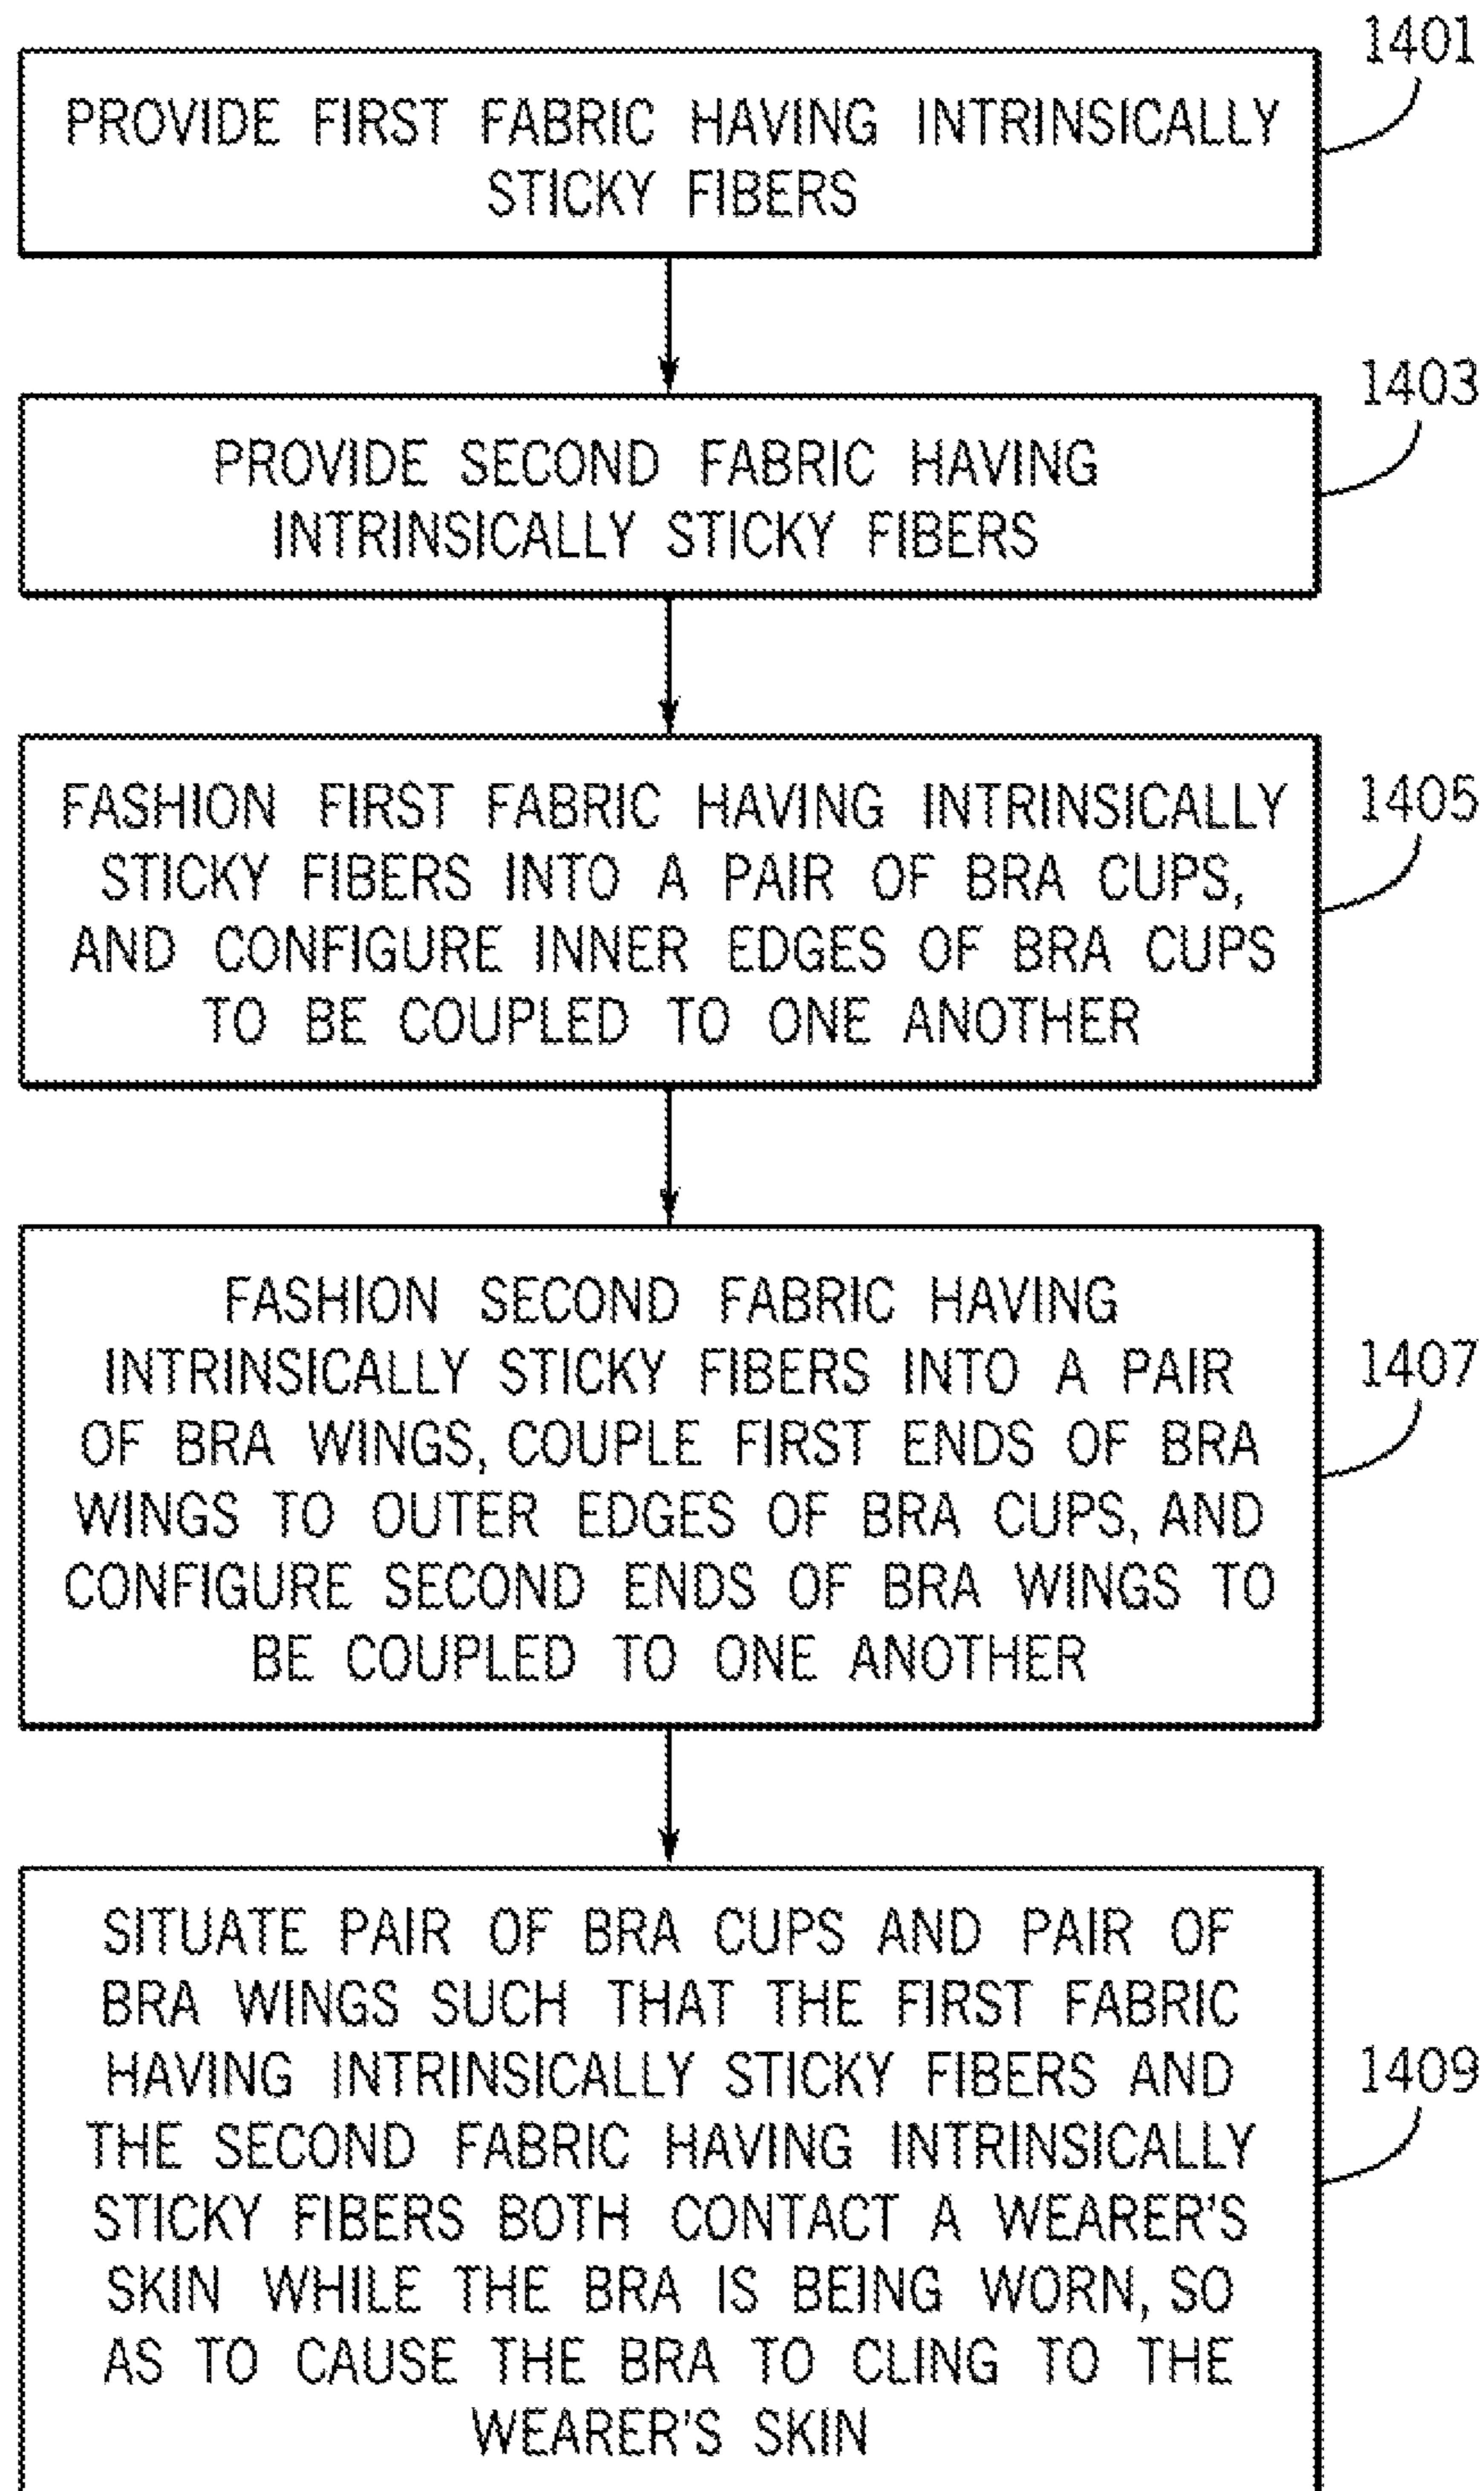 1401
PROVIDE FIRST FABRIC HAVING INTRINSICALLY
STICKY FIBERS
1403
PROVIDE SECOND FABRIC HAVING
INTRINSICALLY STICKY FIBERS
1405
FASHION FIRST FABRIC HAVING INTRINSICALLY
STICKY FIBERS INTO A PAIR OF BRA CUPS,
AND CONFIGURE INNER EDGES OF BRA CUPS
TO BE COUPLED TO ONE ANOTHER
1407
FASHION SECOND FABRIC HAVING
INTRINSICALLY STICKY FIBERS INTO A PAIR
OF BRA WINGS, COUPLE FIRST ENDS OF BRA
WINGS TO OUTER EDGES OF BRA CUPS, AND
CONFIGURE SECOND ENDS OF BRA WINGS TO
BE COUPLED TO ONE ANOTHER
1409
SITUATE PAIR OF BRA CUPS AND PAIR OF
BRA WINGS SUCH THAT THE FIRST FABRIC
HAVING INTRINSICALLY STICKY FIBERS AND
THE SECOND FABRIC HAVING INTRINSICALLY
STICKY FIBERS BOTH CONTACT A WEARER'S
SKIN WHILE THE BRA IS BEING WORN, SO
AS TO CAUSE THE BRA TO CLING TO THE
WEARER'S SKIN